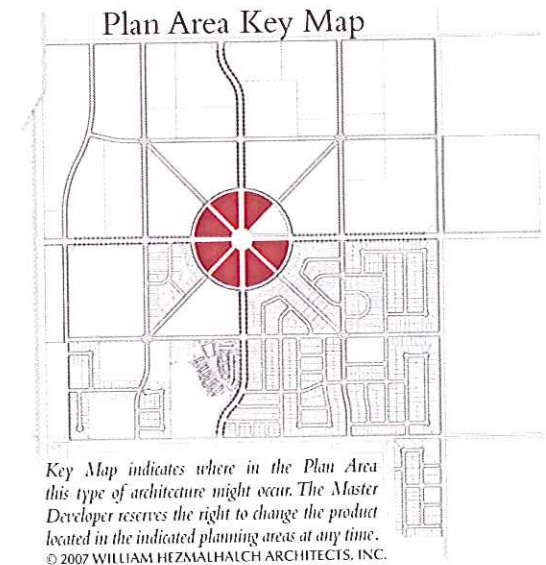 Plan Area Key Map
Key Map indicates where in the Plan Area
this type of architecture might occur. The Master
Developer reserves the right to change the product
located in the indicated planning areas at any time.
© 2007 WILLIAM HEZMALHALCH ARCHITECTS, INC.